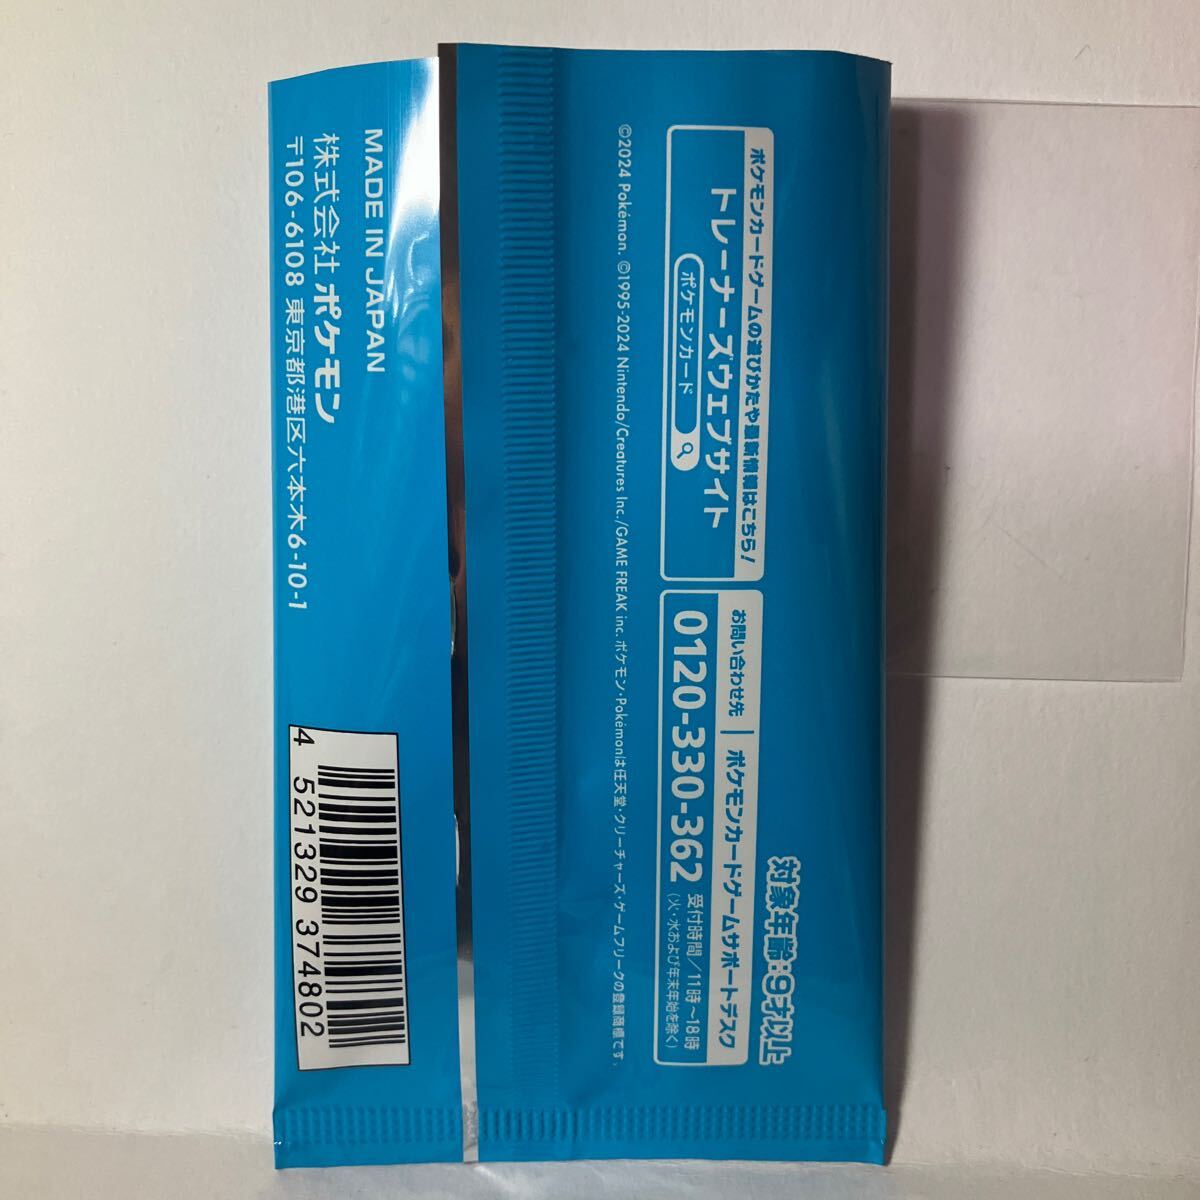 対象年齢:9才以上
ポケモンカードゲームの遊びかたや最新情報はこちら!
トレーナーズウェブサイト
ポケモンカード
お問い合わせ先 | ポケモンカードゲームサポートデスク
0120-330-362 受付時間/11時~18時
(火・水および年末年始を除く)
©2024 Pokémon. ©1995-2024 Nintendo/Creatures Inc./GAME FREAK inc. ポケモン・Pokémonは任天堂・クリーチャーズ・ゲームフリークの登録商標です。
MADE IN JAPAN
株式会社 ポケモン
〒106-6108 東京都港区六本木6-10-1
4 521329 374802